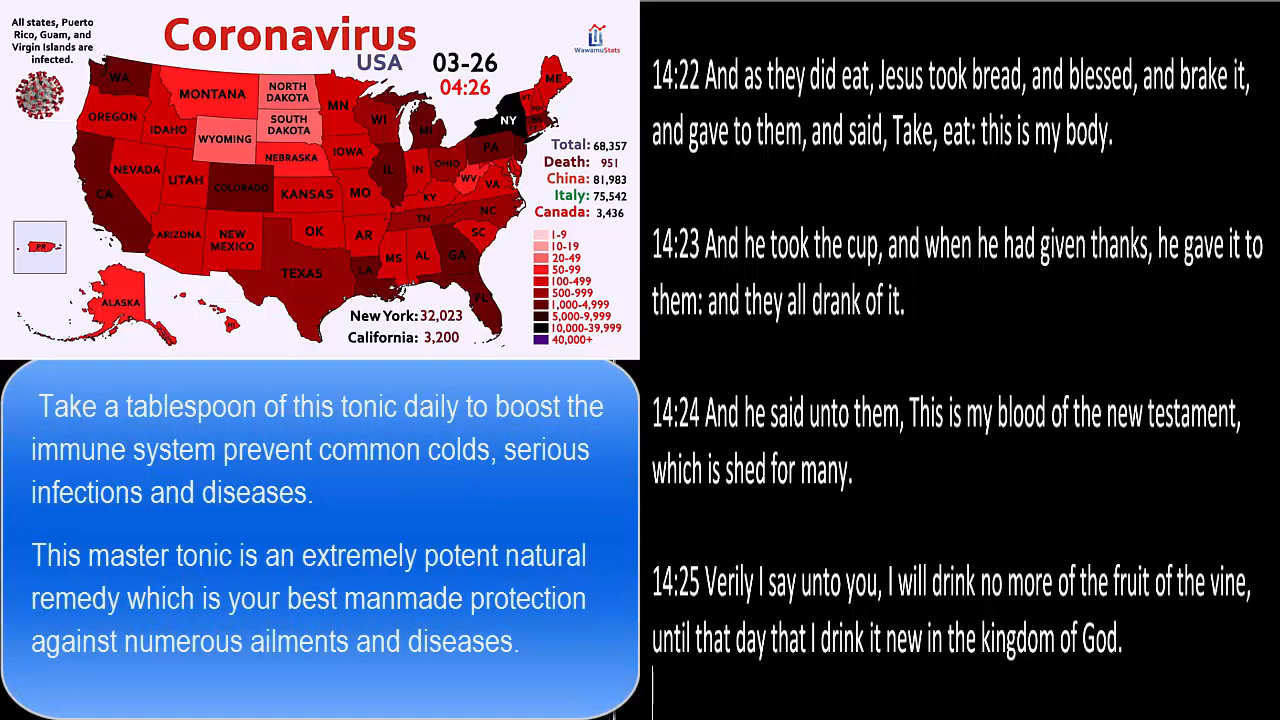 All states, Puerto
Rico, Guam, and
Virgin Islands are
infected.
Coronavirus
USA
03-26
04:26
WawamuStats
WA
OREGON
IDAHO
MONTANA
NORTH
DAKOTA
SOUTH
DAKOTA
WYOMING
NEBRASKA
MN
IOWA
WI
MI
NY
VT
NH
ME
PA
OHIO
IN
IL
NEVADA
UTAH
COLORADO
KANSAS
MO
KY
WV
VA
CA
ARIZONA
NEW
MEXICO
OK
AR
TN
NC
SC
TEXAS
LA
MS
AL
GA
FL
PR
ALASKA
HI
Total: 68,357
Death: 951
China: 81,983
Italy: 75,542
Canada: 3,436
1-9
10-19
20-49
50-99
100-499
500-999
1,000-4,999
5,000-9,999
10,000-39,999
40,000+
New York: 32,023
California: 3,200
Take a tablespoon of this tonic daily to boost the
immune system prevent common colds, serious
infections and diseases.
This master tonic is an extremely potent natural
remedy which is your best manmade protection
against numerous ailments and diseases.
14:22 And as they did eat, Jesus took bread, and blessed, and brake it,
and gave to them, and said, Take, eat: this is my body.
14:23 And he took the cup, and when he had given thanks, he gave it to
them: and they all drank of it.
14:24 And he said unto them, This is my blood of the new testament,
which is shed for many.
14:25 Verily I say unto you, I will drink no more of the fruit of the vine,
until that day that I drink it new in the kingdom of God.